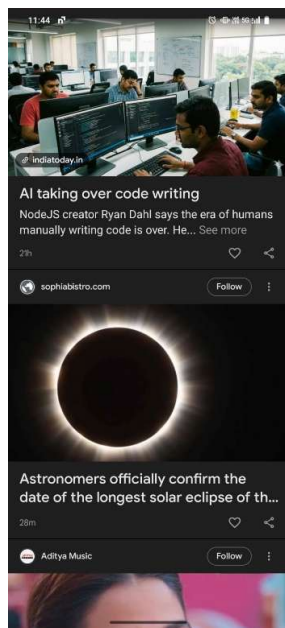 11:44
5G
indiatoday.in
AI taking over code writing
NodeJS creator Ryan Dahl says the era of humans
manually writing code is over. He... See more
21h
sophiabistro.com
Follow
Astronomers officially confirm the
date of the longest solar eclipse of th...
28m
Aditya Music
Follow